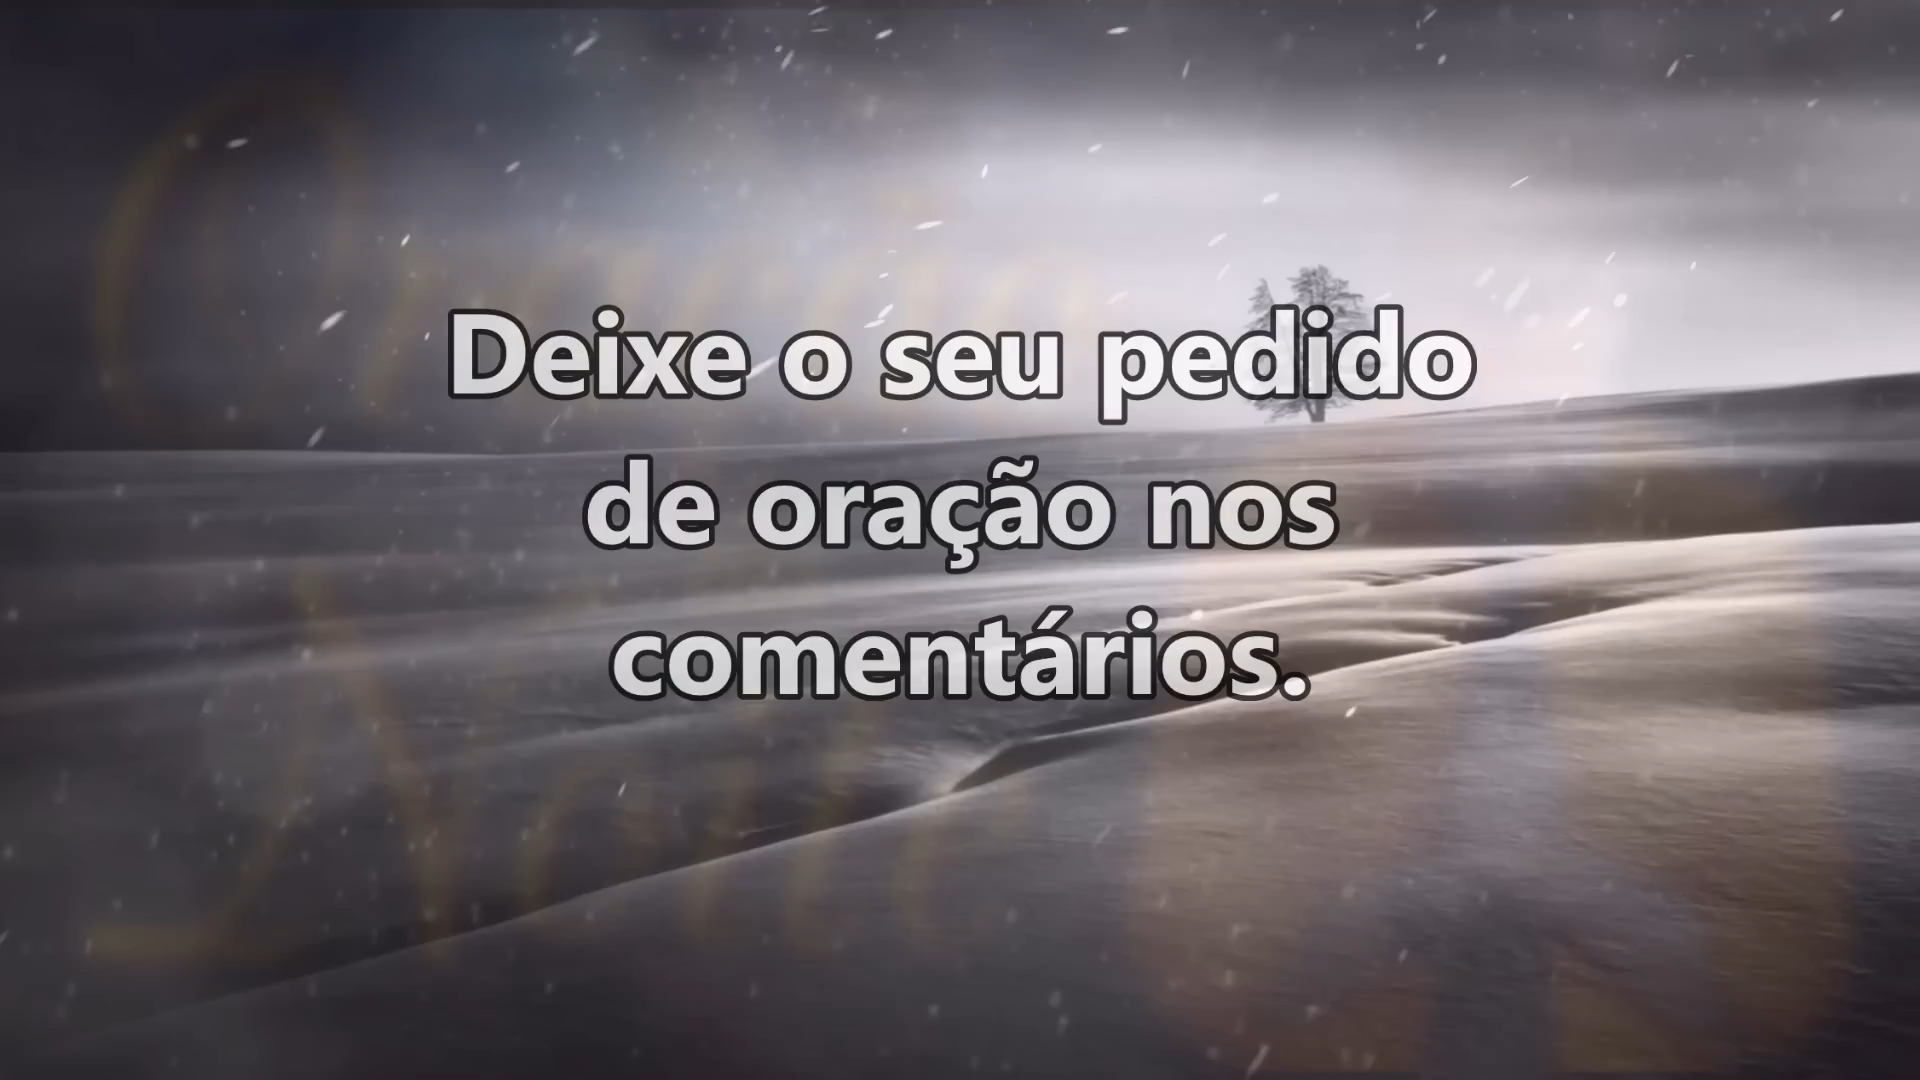 Deixe o seu pedido
de oração nos
comentários.